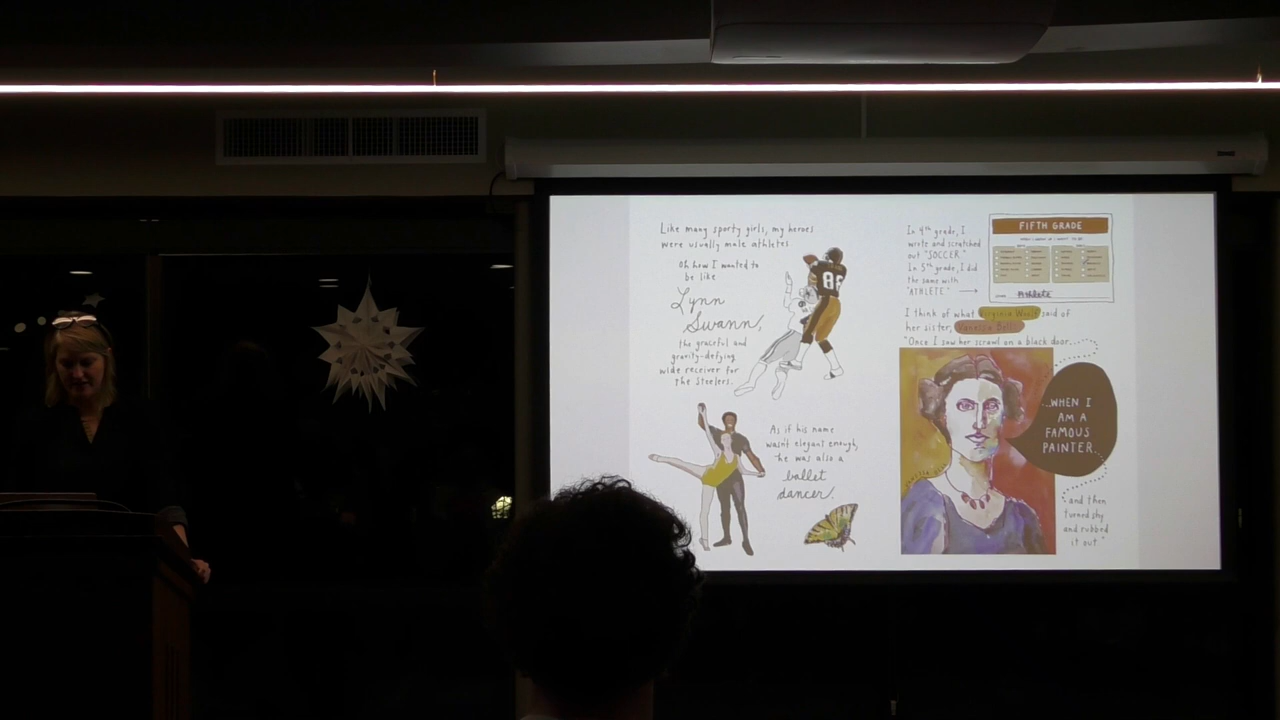 Like many sporty girls, my heroes
were usually male athletes
Oh how I wanted to
be like
Lynn
Swann,
the graceful and
gravity-defying
wide receiver for
the Steelers.
88
As if his name
wasn't elegant enough,
he was also a
ballet
dancer!
In 4th grade, I
wrote and scratched
out "SOCCER."
In 5th grade, I did
the same with
"ATHLETE"
FIFTH GRADE
Athlete
I think of what Virginia Woolf said of
her sister, Vanessa Bell:
"Once I saw her scrawl on a black door...
...WHEN I
AM A
FAMOUS
PAINTER
and then
turned shy
and rubbed
it out"